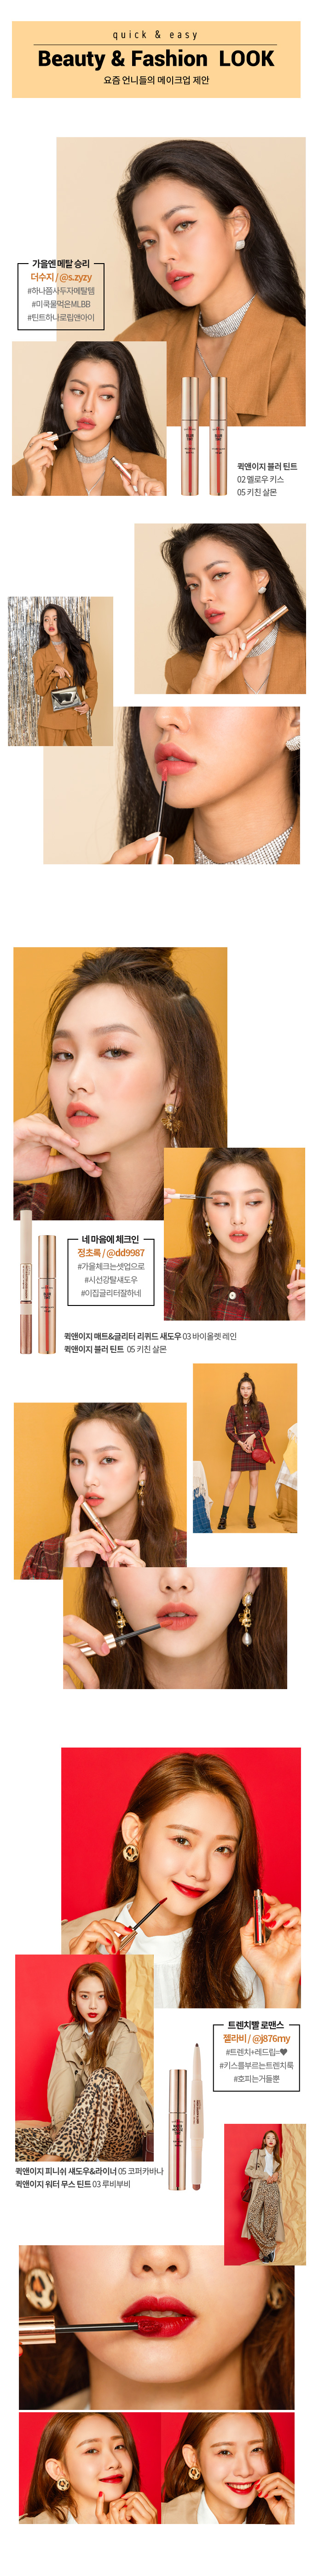 quick & easy
Beauty & Fashion LOOK
요즘 언니들의 메이크업 제안
가을엔 메탈 승리
더수지 / @s.zyzy
#하나쯤사두자메탈템
#미쿡물먹은MLBB
#틴트하나로립앤아이
퀵앤이지 블러 틴트
02 멜로우 키스
05 키친 살몬
네 마음에 체크인
정초록 / @dd9987
#가을체크는셋업으로
#시선강탈섀도우
#이집글리터잘하네
퀵앤이지 매트&글리터 리퀴드 섀도우 03 바이올렛 레인
퀵앤이지 블러 틴트 05 키친 살몬
트렌치빨 로맨스
젤라비 / @j876my
#트렌치+레드립=♥
#키스를부르는트렌치룩
#호피는거들뿐
퀵앤이지 피니쉬 섀도우&라이너 05 코퍼카바나
퀵앤이지 워터 무스 틴트 03 루비부비